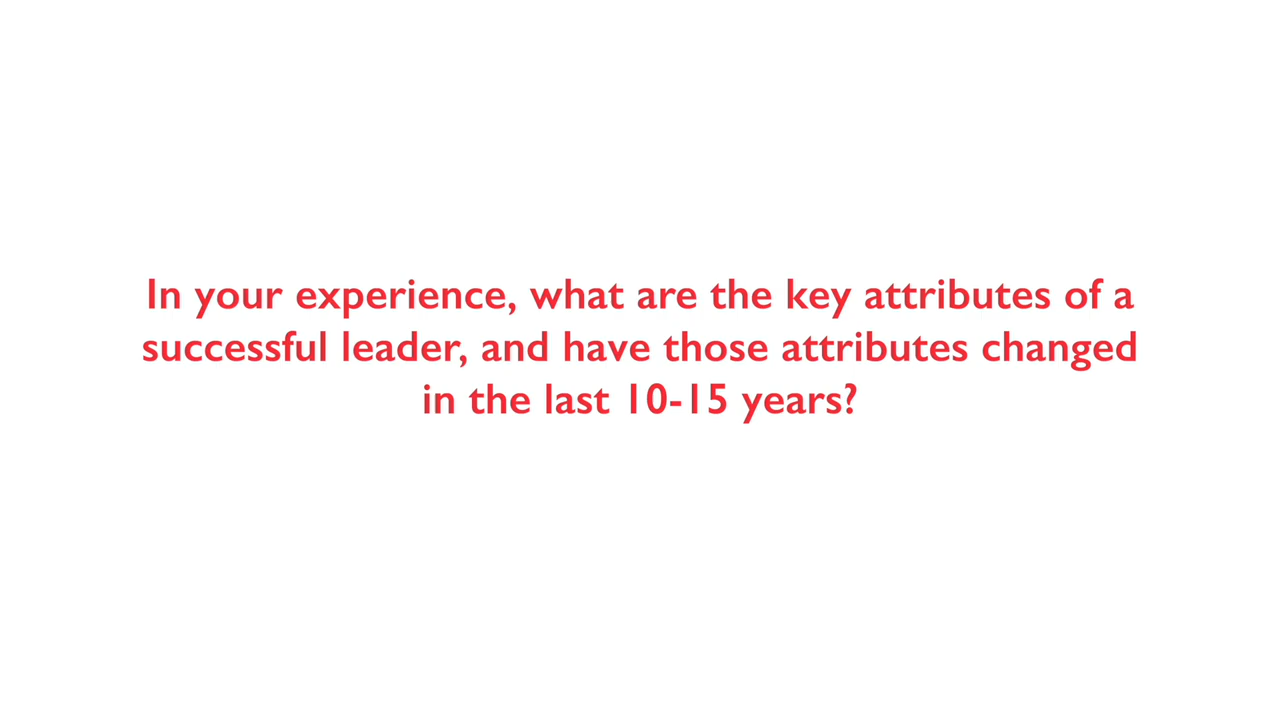 In your experience, what are the key attributes of a
successful leader, and have those attributes changed
in the last 10-15 years?